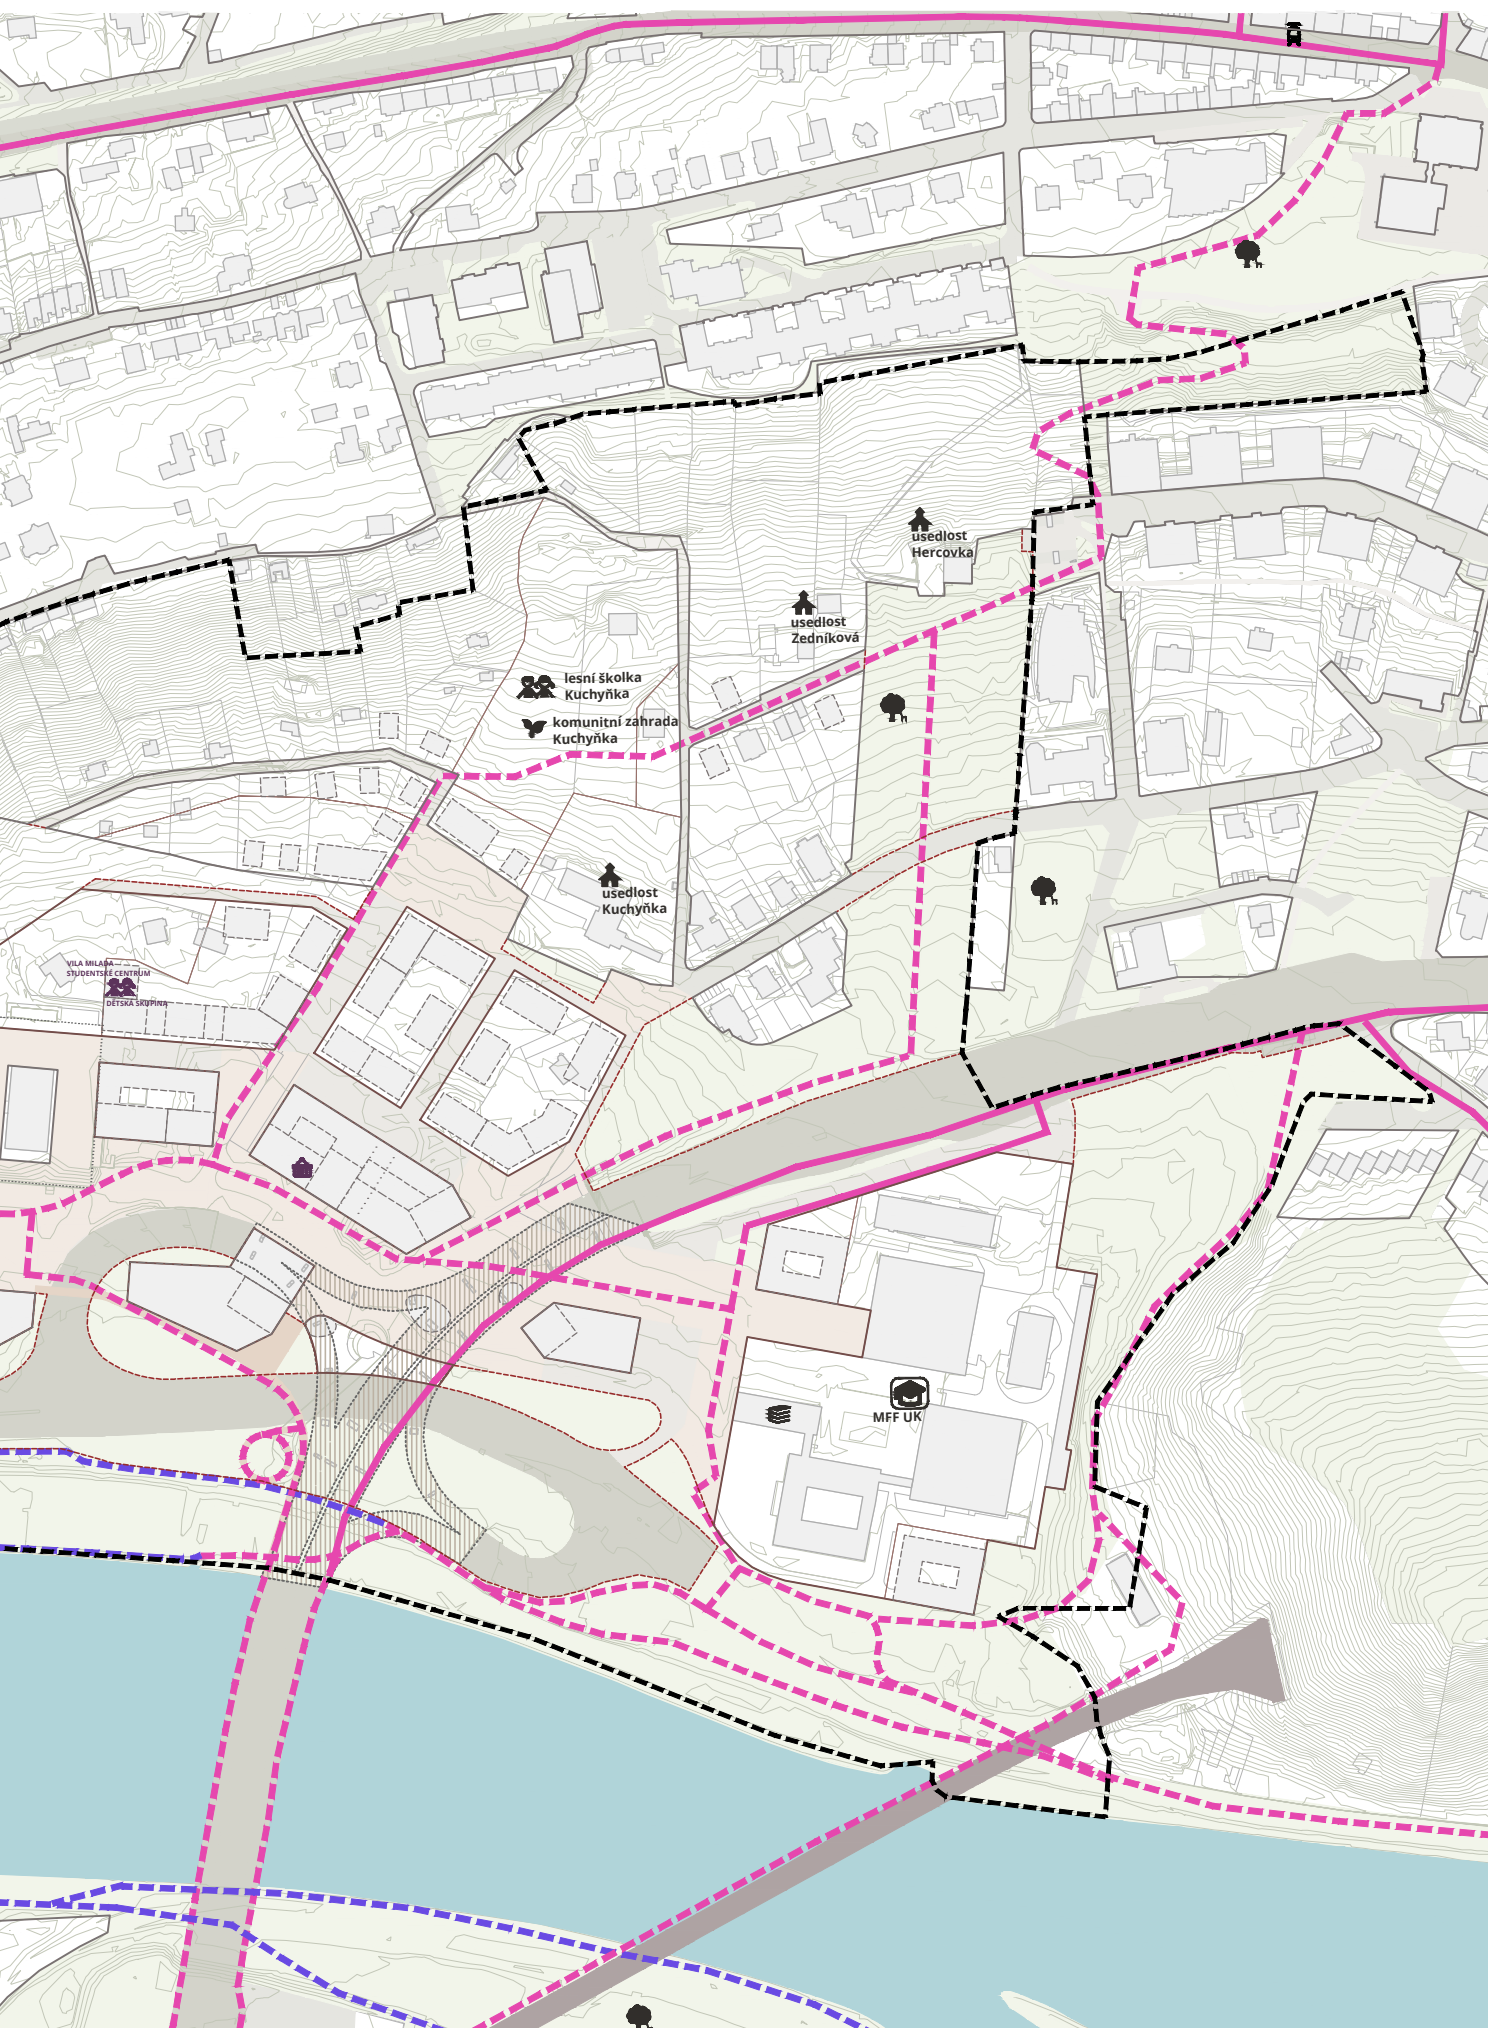 usedlost
Hercovka
usedlost
Zedníková
lesní školka
Kuchyňka
komunitní zahrada
Kuchyňka
usedlost
Kuchyňka
VILA MILADA
STUDENTSKÉ CENTRUM
DĚTSKÁ SKUPINA
MFF UK